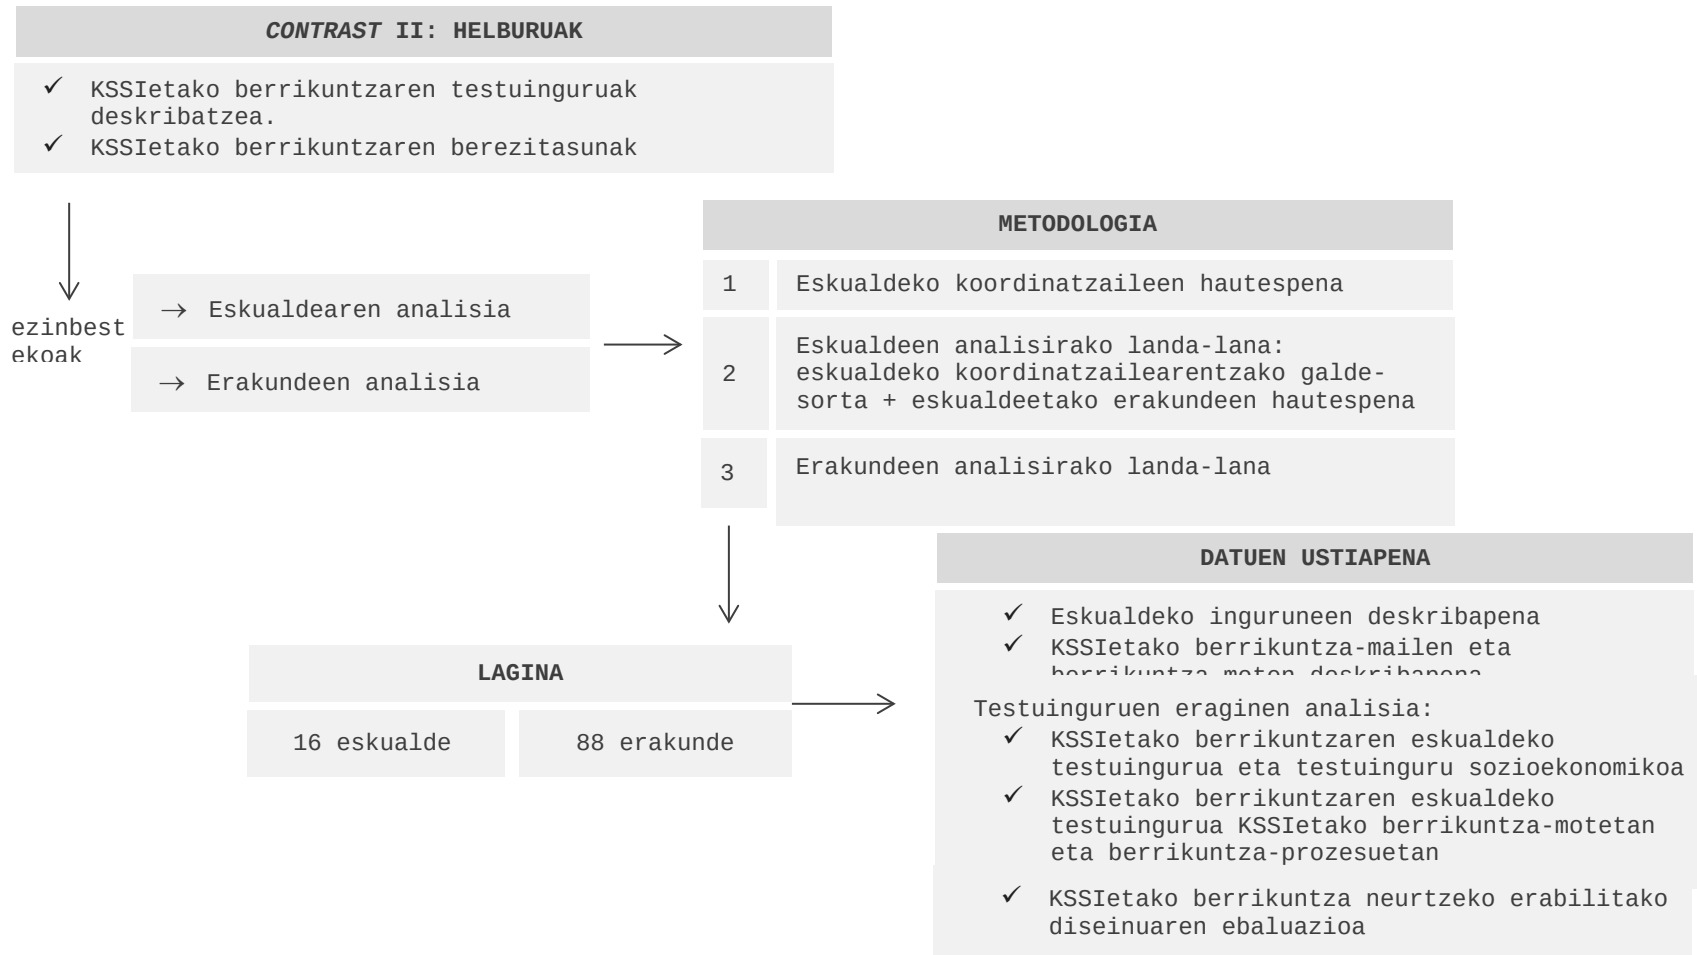 CONTRAST II: HELBURUAK
✓ KSSIetako berrikuntzaren testuinguruak
deskribatzea.
✓ KSSIetako berrikuntzaren berezitasunak
ezinbest
ekoak
→ Eskualdearen analisia
→ Erakundeen analisia
METODOLOGIA
1 Eskualdeko koordinatzaileen hautespena
2
Eskualdeen analisirako landa-lana:
eskualdeko koordinatzailearentzako galde-
sorta + eskualdeetako erakundeen hautespena
3 Erakundeen analisirako landa-lana
LAGINA
16 eskualde
88 erakunde
DATUEN USTIAPENA
✓ Eskualdeko inguruneen deskribapena
✓ KSSIetako berrikuntza-mailen eta
berrikuntza-moten deskribapena
Testuinguruen eraginen analisia:
✓ KSSIetako berrikuntzaren eskualdeko
testuingurua eta testuinguru sozioekonomikoa
✓ KSSIetako berrikuntzaren eskualdeko
testuingurua KSSIetako berrikuntza-motetan
eta berrikuntza-prozesuetan
✓ KSSIetako berrikuntza neurtzeko erabilitako
diseinuaren ebaluazioa